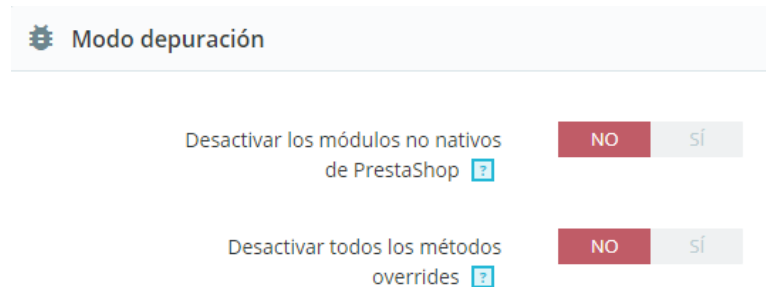 Modo depuración
Desactivar los módulos no nativos
de PrestaShop ?
NO SÍ
Desactivar todos los métodos
overrides ?
NO SÍ